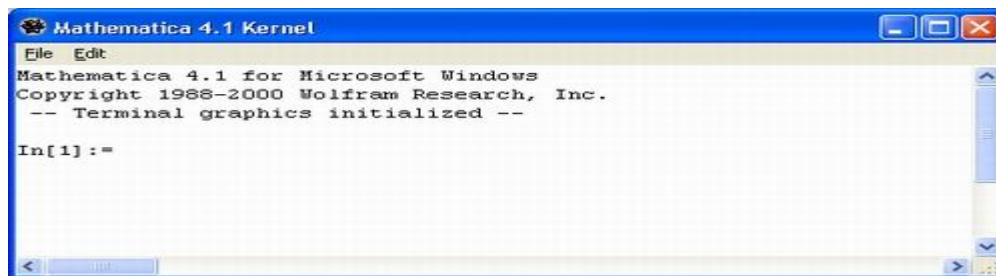 Mathematica 4.1 Kernel
File Edit
Mathematica 4.1 for Microsoft Windows
Copyright 1988-2000 Wolfram Research, Inc.
-- Terminal graphics initialized --
In[1]:=